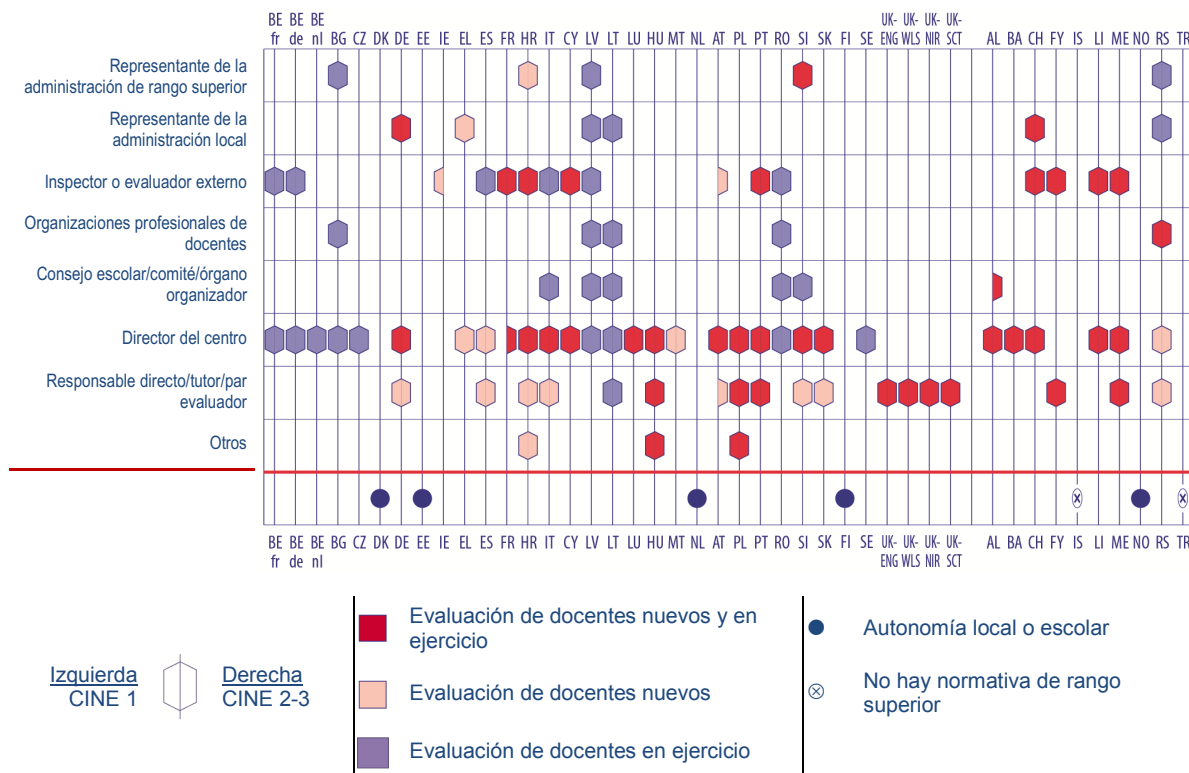 BE fr BE de BE nl BG CZ DK DE EE IE EL ES FR HR IT CY LV LT LU HU MT NL AT PL PT RO SI SK FI SE UK-ENG UK-WLS UK-NIR UK-SCT AL BA CH FY IS LI ME NO RS TR
Representante de la
administración de rango superior
Representante de la
administración local
Inspector o evaluador externo
Organizaciones profesionales de
docentes
Consejo escolar/comité/órgano
organizador
Director del centro
Responsable directo/tutor/par
evaluador
Otros
BE fr BE de BE nl BG CZ DK DE EE IE EL ES FR HR IT CY LV LT LU HU MT NL AT PL PT RO SI SK FI SE UK-ENG UK-WLS UK-NIR UK-SCT AL BA CH FY IS LI ME NO RS TR
Izquierda
CINE 1
Derecha
CINE 2-3
Evaluación de docentes nuevos y en
ejercicio
Evaluación de docentes nuevos
Evaluación de docentes en ejercicio
Autonomía local o escolar
No hay normativa de rango
superior